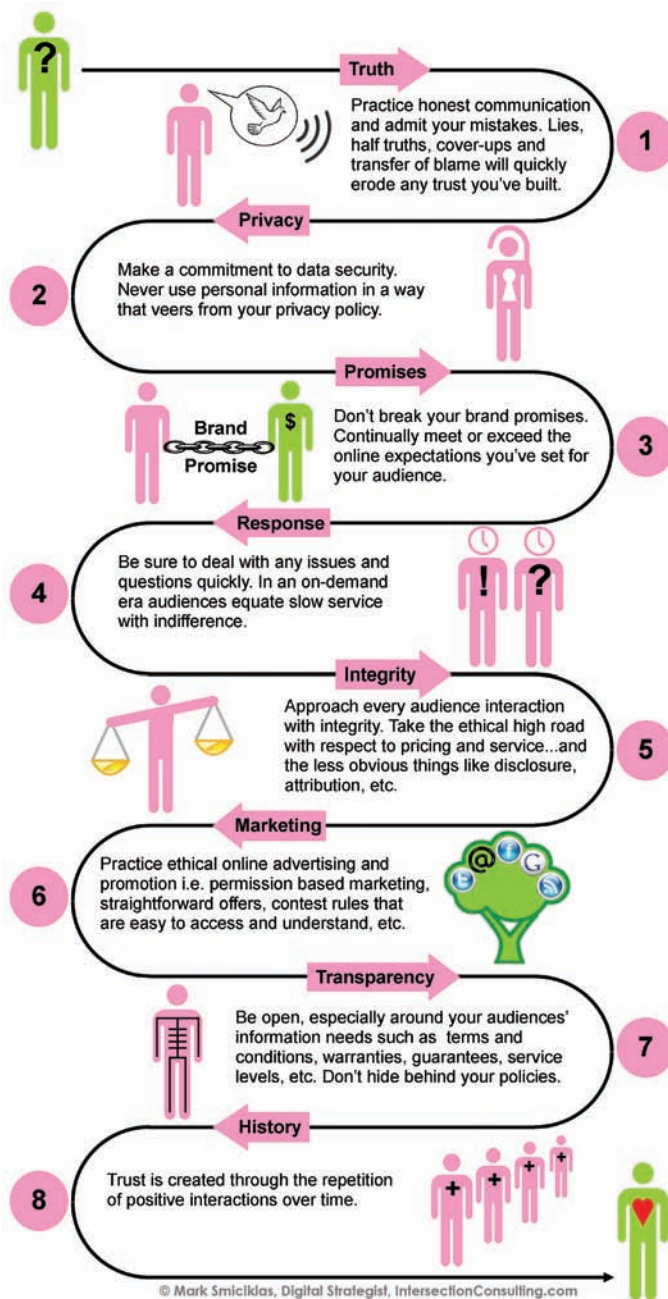 ?
Truth
Practice honest communication
and admit your mistakes. Lies,
half truths, cover-ups and
transfer of blame will quickly
erode any trust you've built.
1
Privacy
2
Make a commitment to data security.
Never use personal information in a way
that veers from your privacy policy.
Promises
Brand
Promise
$
Don't break your brand promises.
Continually meet or exceed the
online expectations you've set for
your audience.
3
Response
4
Be sure to deal with any issues and
questions quickly. In an on-demand
era audiences equate slow service
with indifference.
! ?
Integrity
Approach every audience interaction
with integrity. Take the ethical high road
with respect to pricing and service...and
the less obvious things like disclosure,
attribution, etc.
5
Marketing
6
Practice ethical online advertising and
promotion i.e. permission based marketing,
straightforward offers, contest rules that
are easy to access and understand, etc.
t @ f G
Transparency
Be open, especially around your audiences'
information needs such as terms and
conditions, warranties, guarantees, service
levels, etc. Don't hide behind your policies.
7
History
8
Trust is created through the repetition
of positive interactions over time.
+ + + +
© Mark Smiciklas, Digital Strategist, IntersectionConsulting.com